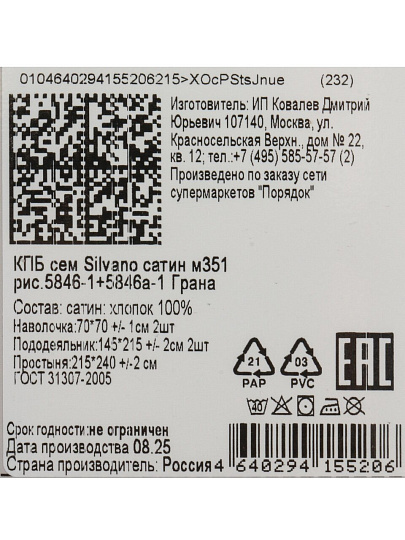 0104640294155206215>XOcPStsJnue (232)
Изготовитель: ИП Ковалев Дмитрий
Юрьевич 107140, Москва, ул.
Красносельская Верхн., дом № 22,
кв. 12; тел.:+7 (495) 585-57-57 (2)
Произведено по заказу сети
супермаркетов "Порядок"
КПБ сем Silvano сатин м351
рис.5846-1+5846а-1 Грана
Состав: сатин: хлопок 100%
Наволочка:70*70 +/- 1см 2шт
Пододеяльник:145*215 +/- 2см 2шт
Простыня:215*240 +/-2 см
ГОСТ 31307-2005
21
PAP
03
PVC
EAC
40
Срок годности:не ограничен
Дата производства 08.25
Страна производитель: Россия
4 640294 155206